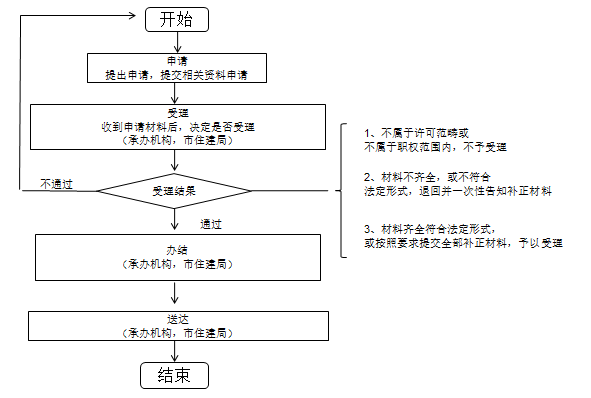 开始
申请
提出申请，提交相关资料申请
受理
收到申请材料后，决定是否受理
（承办机构，市住建局）
1、不属于许可范畴或
不属于职权范围内，不予受理
2、材料不齐全，或不符合
法定形式，退回并一次性告知补正材料
3、材料齐全符合法定形式，
或按照要求提交全部补正材料，予以受理
不通过
受理结果
通过
办结
（承办机构，市住建局）
送达
（承办机构，市住建局）
结束